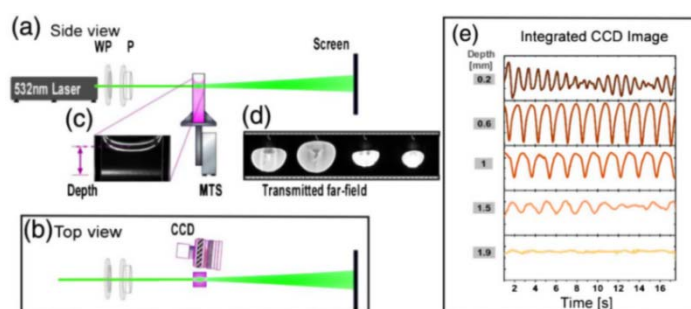 (a) Side view
WP P
Screen
532nm Laser
(c)
(d)
Depth
MTS
Transmitted far-field
(b) Top view
CCD
(e)
Integrated CCD Image
Depth
[mm]
0.2
0.6
1
1.5
1.9
2 4 6 8 10 12 14 16
Time [s]